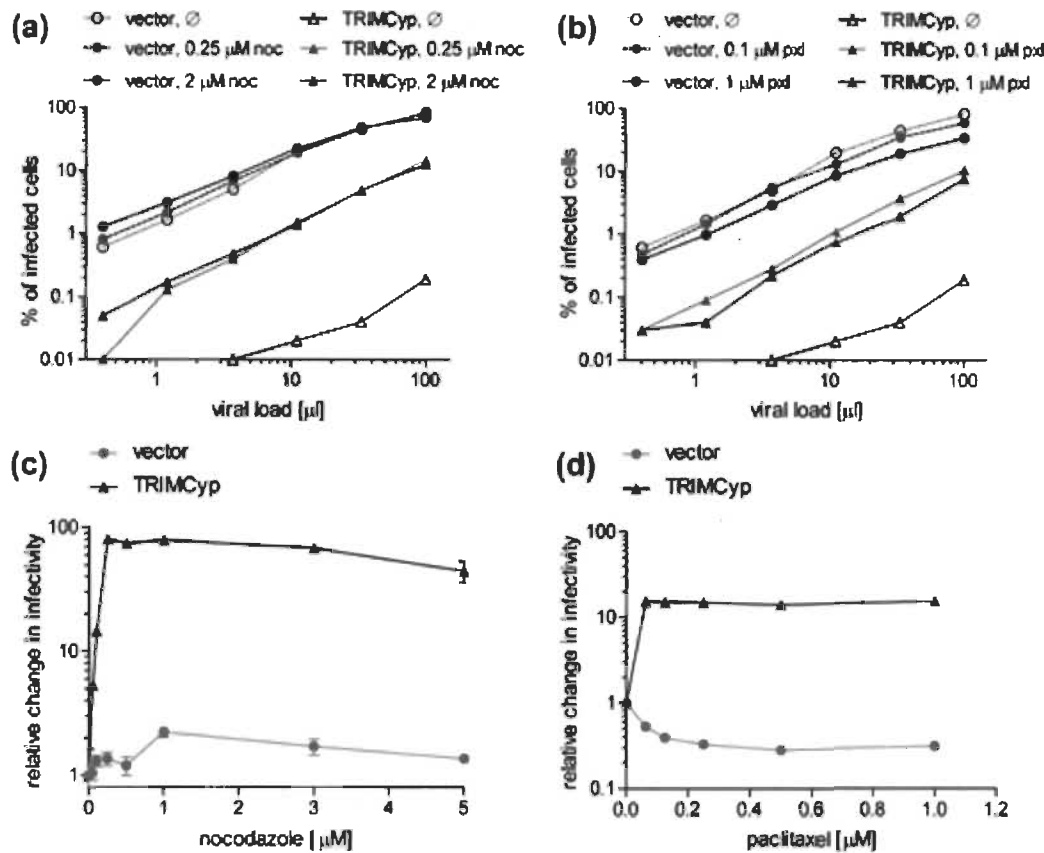 (a)
vector, ∅
TRIMCyp, ∅
vector, 0.25 µM noc
TRIMCyp, 0.25 µM noc
vector, 2 µM noc
TRIMCyp, 2 µM noc
% of infected cells
100
10
1
0.1
0.01
1
10
100
viral load [µl]
(b)
vector, ∅
TRIMCyp, ∅
vector, 0.1 µM pxl
TRIMCyp, 0.1 µM pxl
vector, 1 µM pxl
TRIMCyp, 1 µM pxl
% of infected cells
100
10
1
0.1
0.01
1
10
100
viral load [µl]
(c)
vector
TRIMCyp
relative change in infectivity
100
10
1
0
1
2
3
4
5
nocodazole [µM]
(d)
vector
TRIMCyp
relative change in infectivity
100
10
1
0.1
0.0
0.2
0.4
0.6
0.8
1.0
1.2
paclitaxel [µM]